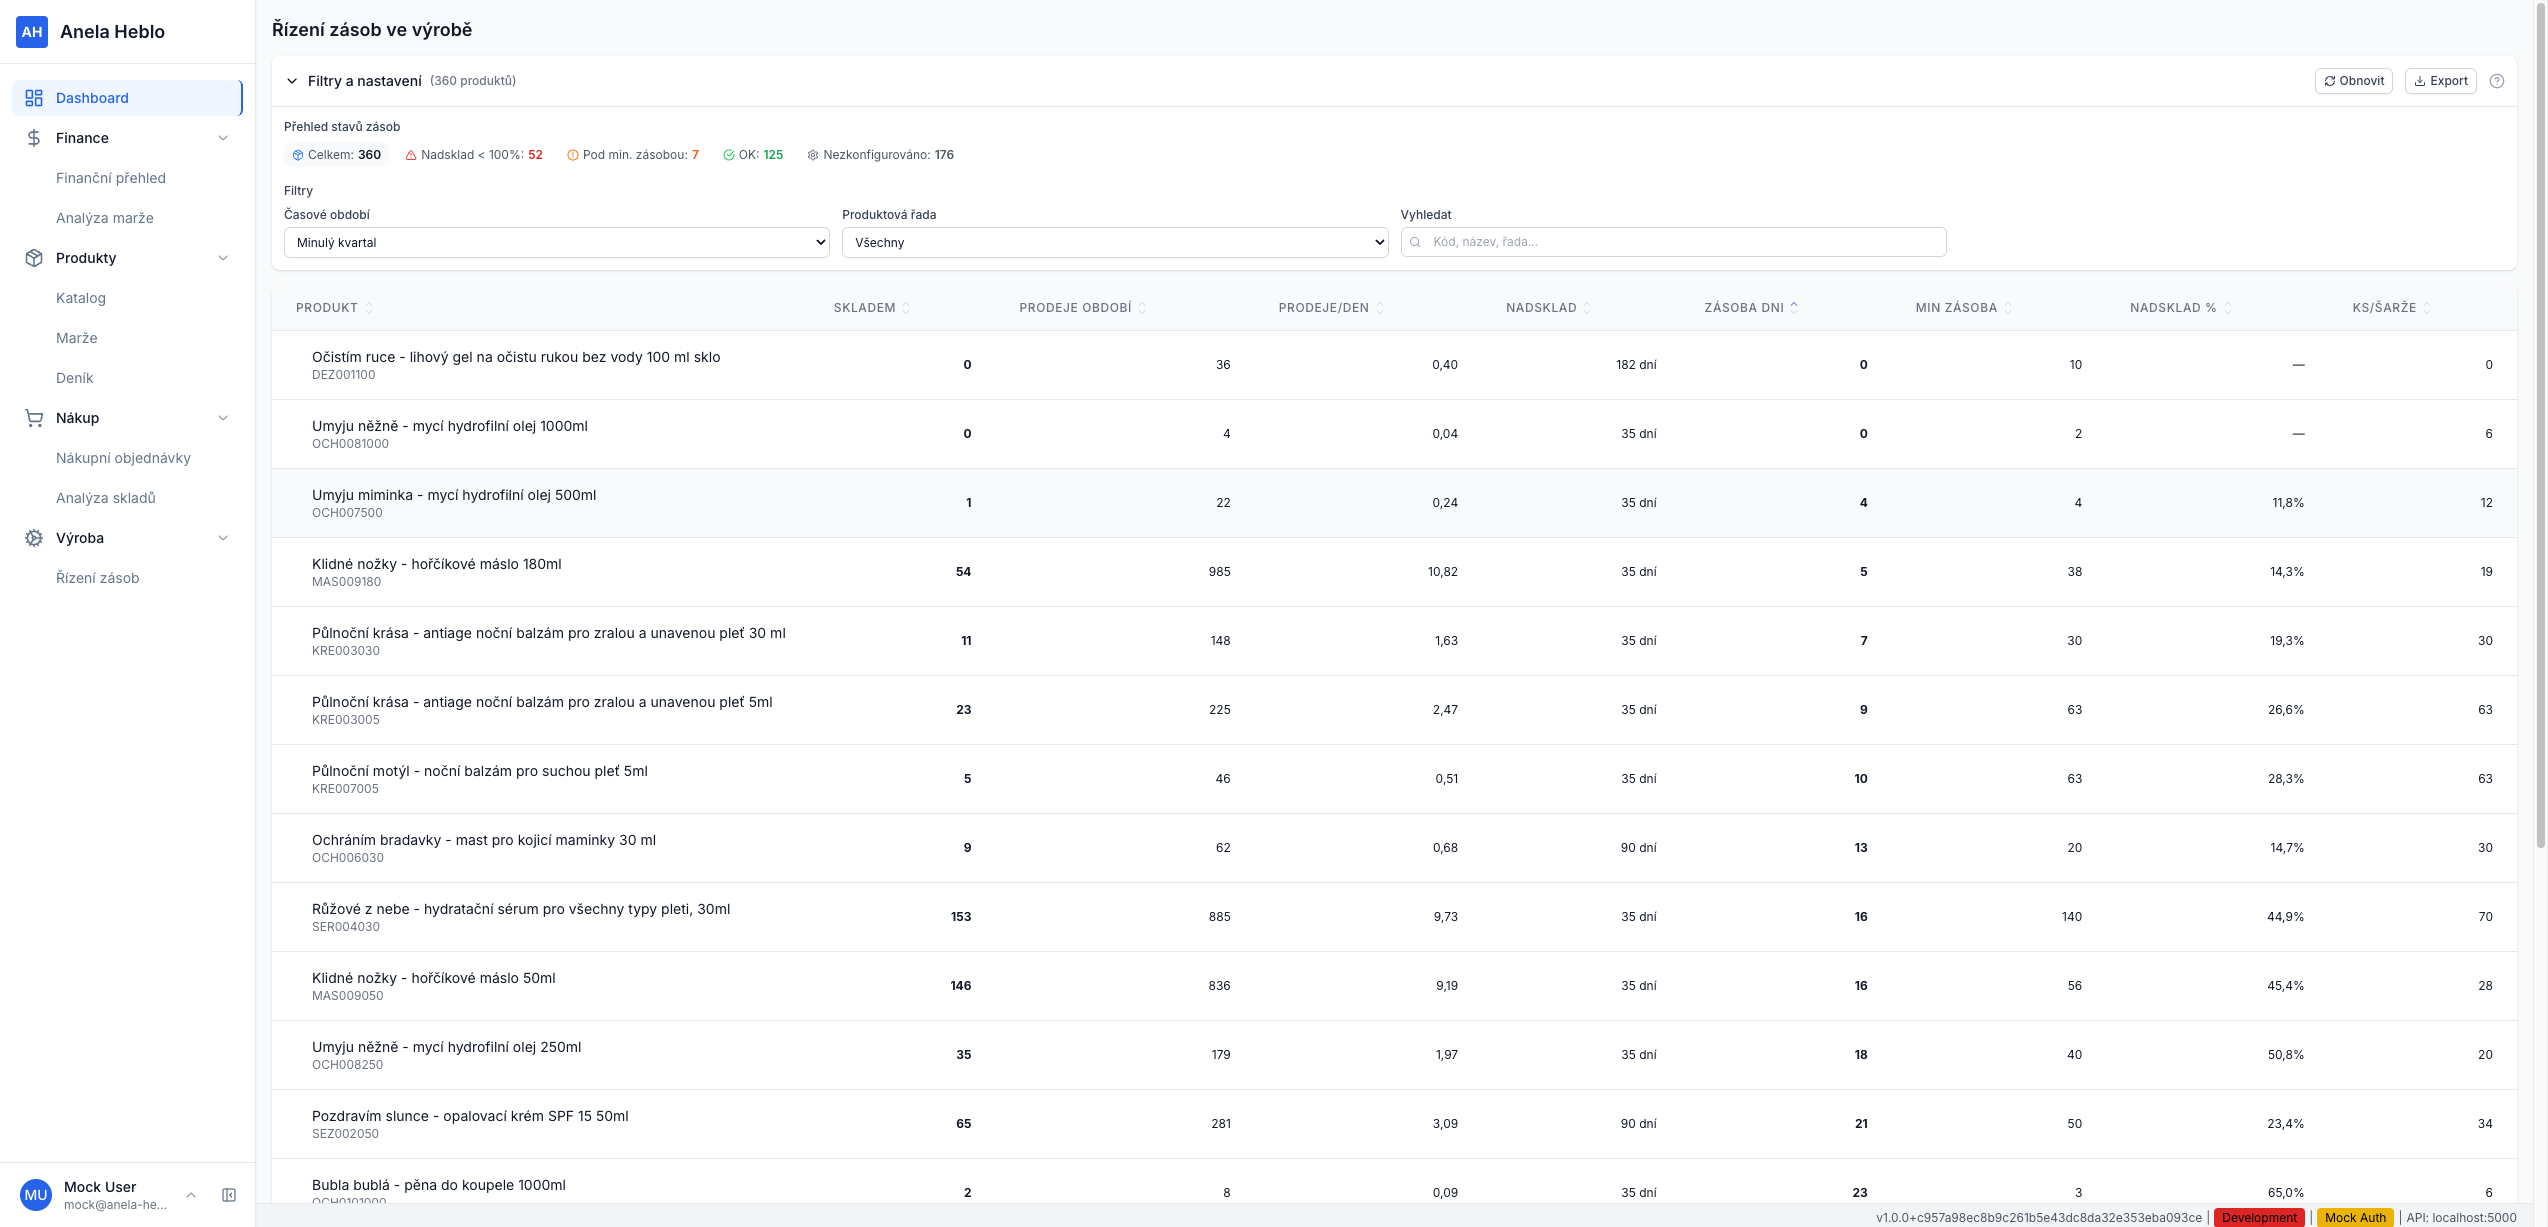 AH Anela Heblo
Dashboard
Finance
Finanční přehled
Analýza marže
Produkty
Katalog
Marže
Deník
Nákup
Nákupní objednávky
Analýza skladů
Výroba
Řízení zásob
MU Mock User
mock@anela-he...
Řízení zásob ve výrobě
Filtry a nastavení (360 produktů) Obnovit Export
Přehled stavů zásob
Celkem: 360 Nadsklad < 100%: 52 Pod min. zásobou: 7 OK: 125 Nezkonfigurováno: 176
Filtry
Časové období Produktová řada Vyhledat
Minulý kvartal Všechny Kód, název, řada...
PRODUKT SKLADEM PRODEJE OBDOBÍ PRODEJE/DEN NADSKLAD ZÁSOBA DNI MIN ZÁSOBA NADSKLAD % KS/ŠARŽE
Očistím ruce - lihový gel na očistu rukou bez vody 100 ml sklo 0 36 0,40 182 dní 0 10 — 0
DEZ001100
Umyju něžně - mycí hydrofilní olej 1000ml 0 4 0,04 35 dní 0 2 — 6
OCH0081000
Umyju miminka - mycí hydrofilní olej 500ml 1 22 0,24 35 dní 4 4 11,8% 12
OCH007500
Klidné nožky - hořčíkové máslo 180ml 54 985 10,82 35 dní 5 38 14,3% 19
MAS009180
Půlnoční krása - antiage noční balzám pro zralou a unavenou pleť 30 ml 11 148 1,63 35 dní 7 30 19,3% 30
KRE003030
Půlnoční krása - antiage noční balzám pro zralou a unavenou pleť 5ml 23 225 2,47 35 dní 9 63 26,6% 63
KRE003005
Půlnoční motýl - noční balzám pro suchou pleť 5ml 5 46 0,51 35 dní 10 63 28,3% 63
KRE007005
Ochráním bradavky - mast pro kojicí maminky 30 ml 9 62 0,68 90 dní 13 20 14,7% 30
OCH006030
Růžové z nebe - hydratační sérum pro všechny typy pleti, 30ml 153 885 9,73 35 dní 16 140 44,9% 70
SER004030
Klidné nožky - hořčíkové máslo 50ml 146 836 9,19 35 dní 16 56 45,4% 28
MAS009050
Umyju něžně - mycí hydrofilní olej 250ml 35 179 1,97 35 dní 18 40 50,8% 20
OCH008250
Pozdravím slunce - opalovací krém SPF 15 50ml 65 281 3,09 90 dní 21 50 23,4% 34
SEZ002050
Bubla bublá - pěna do koupele 1000ml 2 8 0,09 35 dní 23 3 65,0% 6
OCH0101000
v1.0.0+c957a98ec8b9c261b5e43dc8da32e353eba093ce | Development | Mock Auth | API: localhost:5000